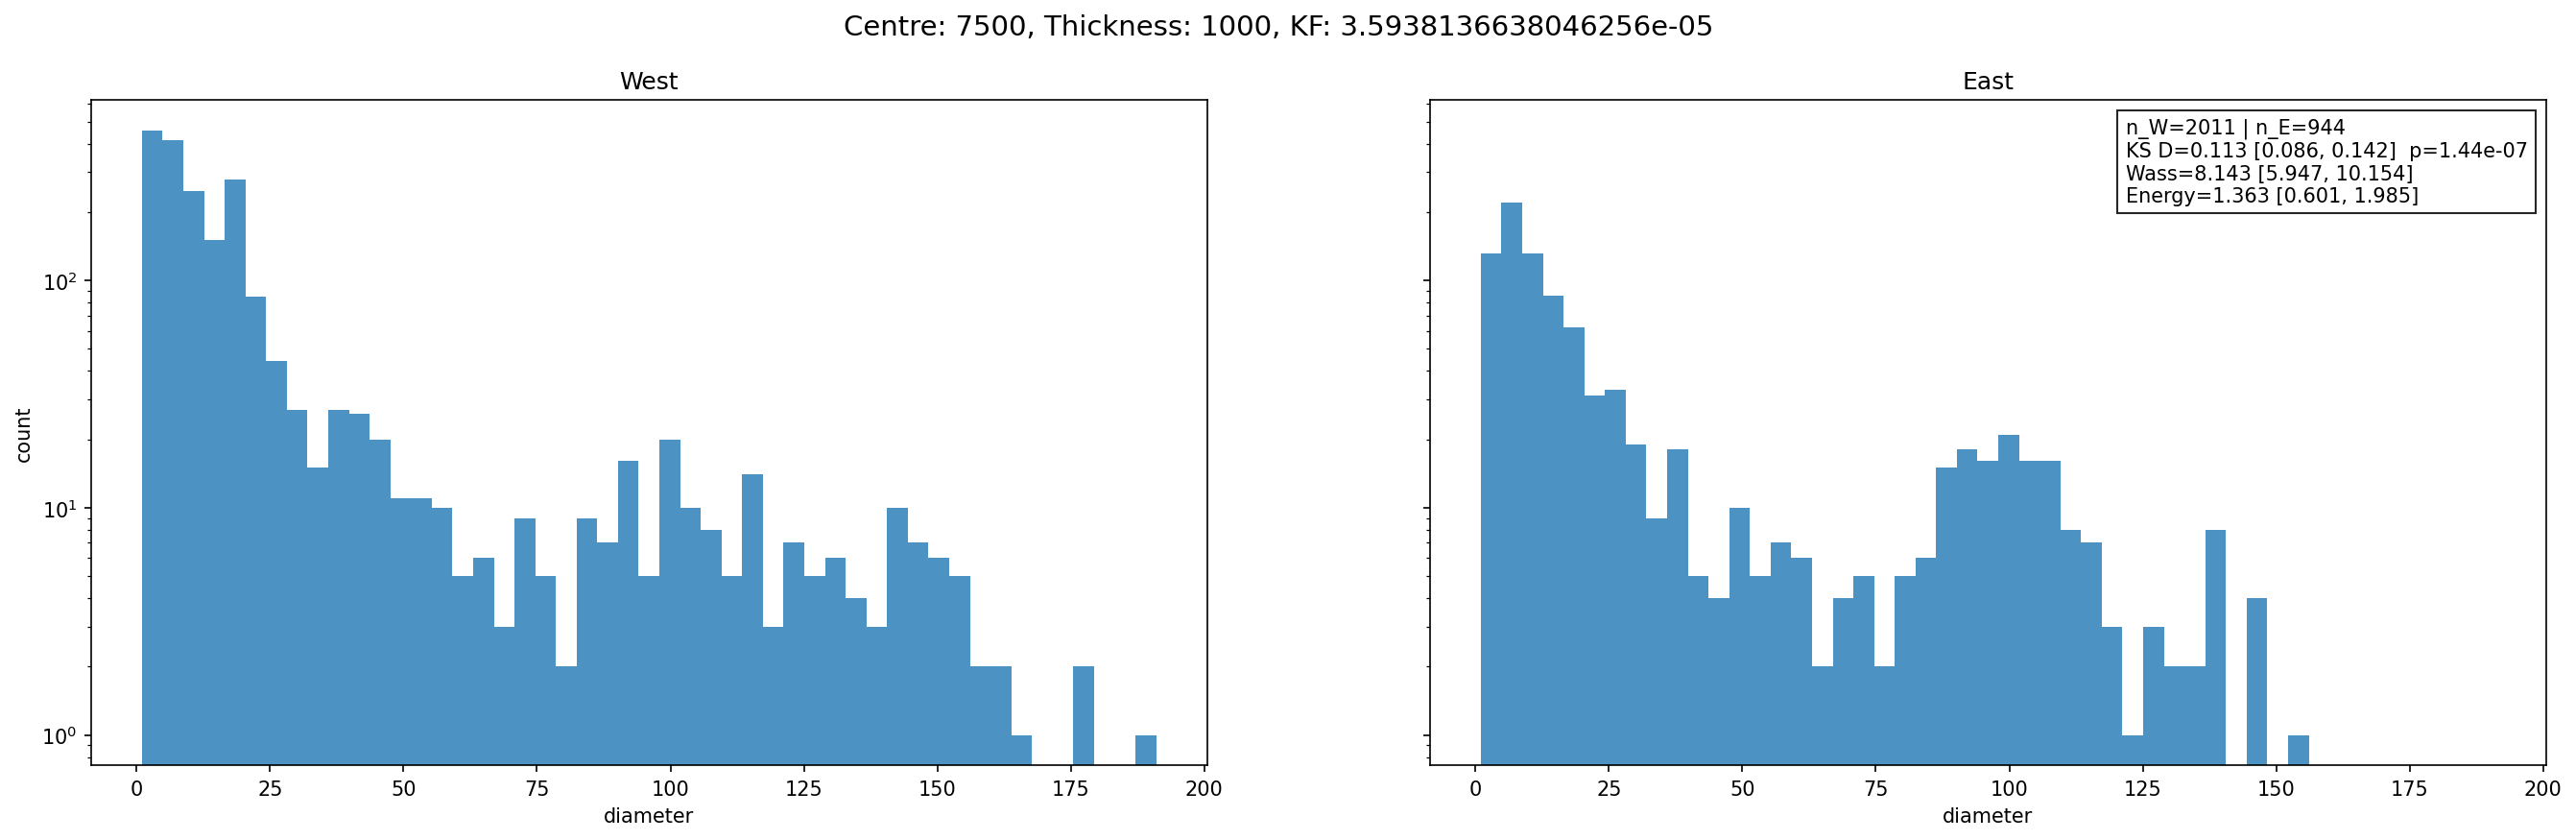 Centre: 7500, Thickness: 1000, KF: 3.5938136638046256e-05
West
count
10²
10¹
10⁰
0 25 50 75 100 125 150 175 200
diameter
East
n_W=2011 | n_E=944
KS D=0.113 [0.086, 0.142]  p=1.44e-07
Wass=8.143 [5.947, 10.154]
Energy=1.363 [0.601, 1.985]
0 25 50 75 100 125 150 175 200
diameter